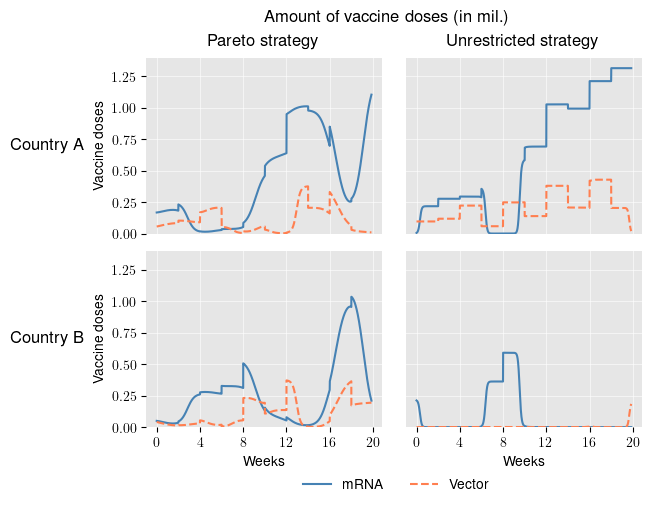 Amount of vaccine doses (in mil.)
Pareto strategy
Unrestricted strategy
Country A
Vaccine doses
1.25
1.00
0.75
0.50
0.25
0.00
Country B
Vaccine doses
1.25
1.00
0.75
0.50
0.25
0.00
0 4 8 12 16 20
0 4 8 12 16 20
Weeks
Weeks
mRNA
Vector